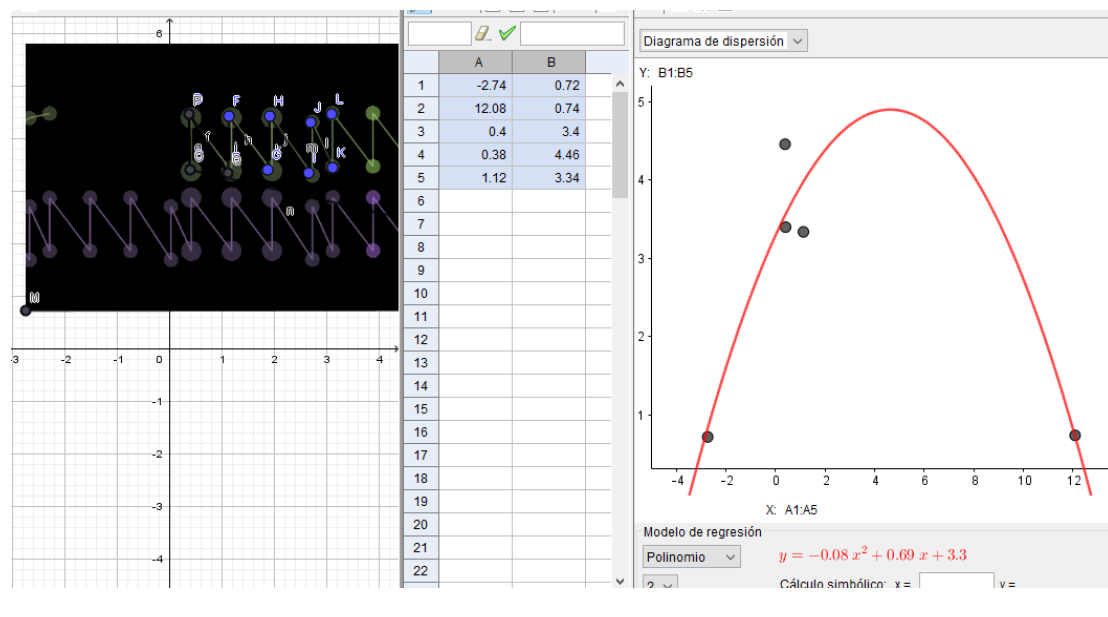 6
P F H J L
f h j l
e i k m
O G G I K
n
M
-3 -2 -1 0 1 2 3 4
-1
-2
-3
-4
A B
1 -2.74 0.72
2 12.08 0.74
3 0.4 3.4
4 0.38 4.46
5 1.12 3.34
6
7
8
9
10
11
12
13
14
15
16
17
18
19
20
21
22
Diagrama de dispersión
Y: B1:B5
5
4
3
2
1
-4 -2 0 2 4 6 8 10 12
X: A1:A5
Modelo de regresión
Polinomio y = −0.08 x² + 0.69 x + 3.3
2 Cálculo simbólico: x = y =